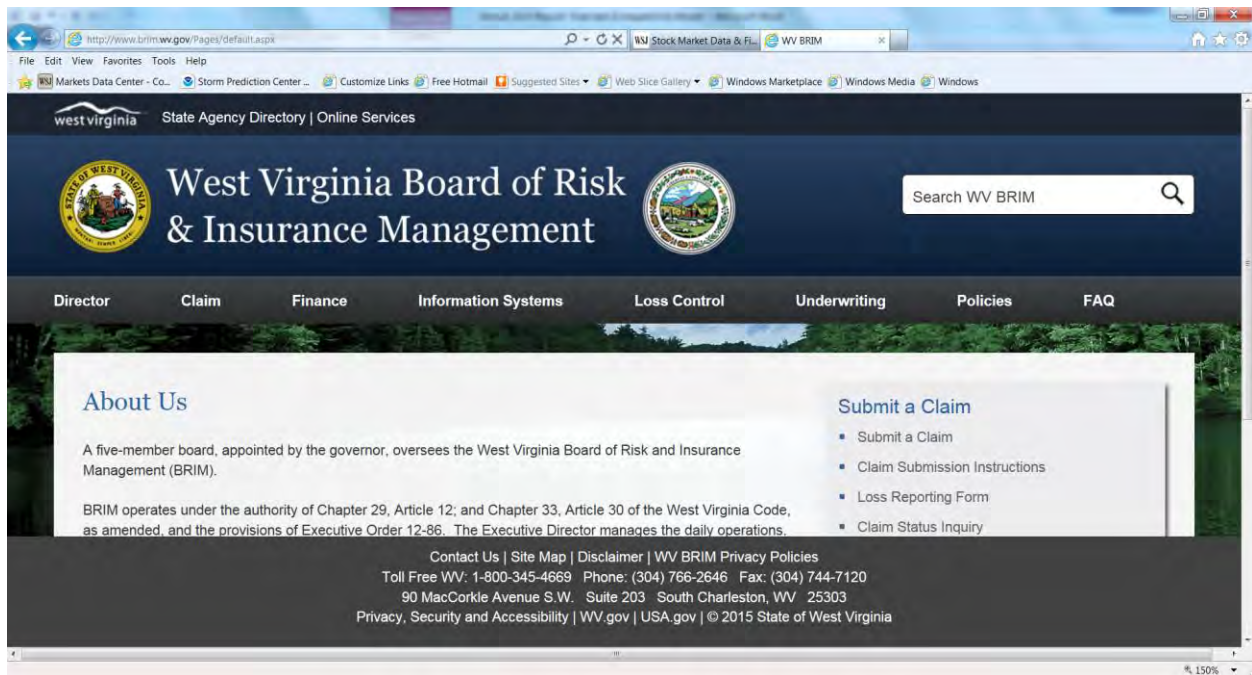 http://www.brim.wv.gov/Pages/default.aspx
WSJ Stock Market Data & Fi...
WV BRIM
File Edit View Favorites Tools Help
Markets Data Center - Co... Storm Prediction Center ... Customize Links Free Hotmail Suggested Sites Web Slice Gallery Windows Marketplace Windows Media Windows
westvirginia State Agency Directory | Online Services
STATE OF WEST VIRGINIA
West Virginia Board of Risk
& Insurance Management
Search WV BRIM
Director Claim Finance Information Systems Loss Control Underwriting Policies FAQ
About Us
A five-member board, appointed by the governor, oversees the West Virginia Board of Risk and Insurance
Management (BRIM).
BRIM operates under the authority of Chapter 29, Article 12; and Chapter 33, Article 30 of the West Virginia Code,
as amended, and the provisions of Executive Order 12-86. The Executive Director manages the daily operations.
Submit a Claim
Submit a Claim
Claim Submission Instructions
Loss Reporting Form
Claim Status Inquiry
Contact Us | Site Map | Disclaimer | WV BRIM Privacy Policies
Toll Free WV: 1-800-345-4669 Phone: (304) 766-2646 Fax: (304) 744-7120
90 MacCorkle Avenue S.W. Suite 203 South Charleston, WV 25303
Privacy, Security and Accessibility | WV.gov | USA.gov | © 2015 State of West Virginia
150%